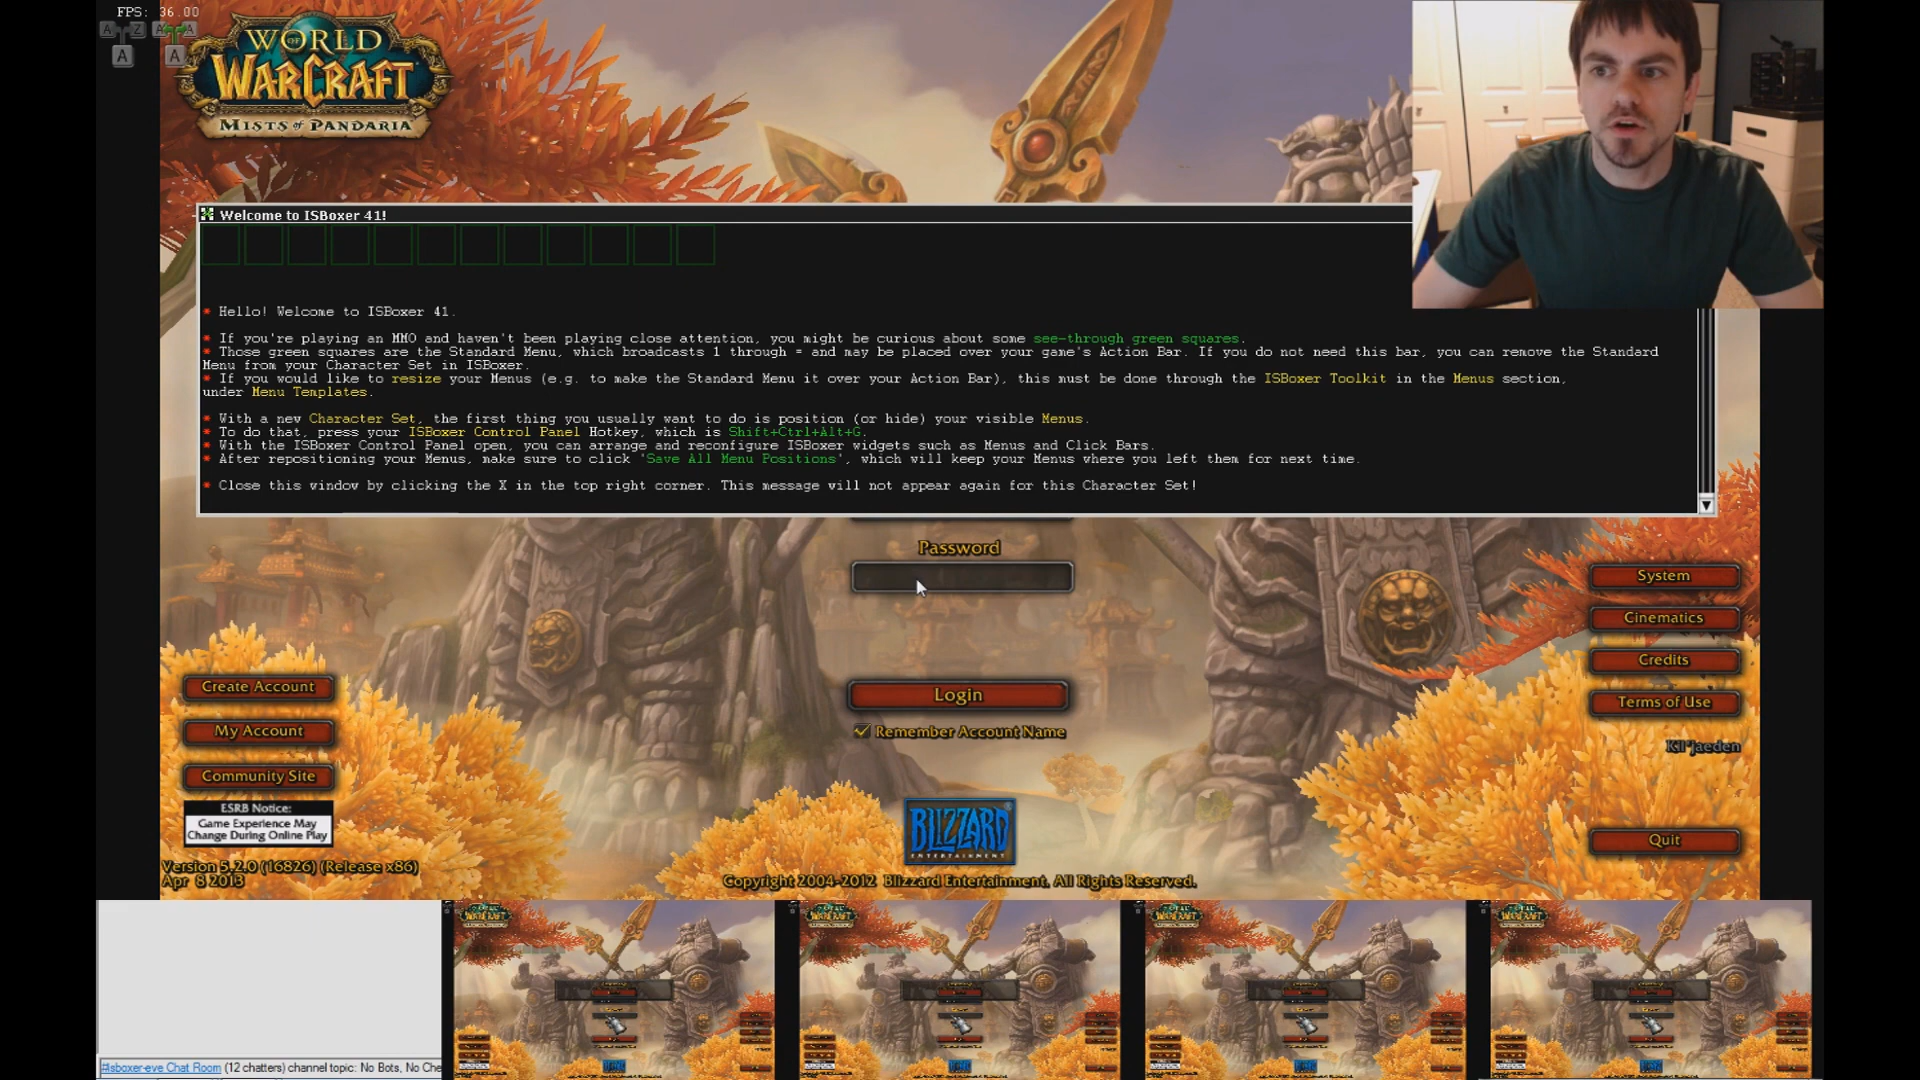 FPS: 36.00
A Z A A
A A
WORLD
OF
WARCRAFT
MISTS of PANDARIA
Welcome to ISBoxer 41!
* Hello! Welcome to ISBoxer 41.
* If you're playing an MMO and haven't been playing close attention, you might be curious about some see-through green squares.
* Those green squares are the Standard Menu, which broadcasts 1 through = and may be placed over your game's Action Bar. If you do not need this bar, you can remove the Standard
Menu from your Character Set in ISBoxer.
* If you would like to resize your Menus (e.g. to make the Standard Menu it over your Action Bar), this must be done through the ISBoxer Toolkit in the Menus section,
under Menu Templates.
* With a new Character Set, the first thing you usually want to do is position (or hide) your visible Menus.
* To do that, press your ISBoxer Control Panel Hotkey, which is Shift+Ctrl+Alt+G.
* With the ISBoxer Control Panel open, you can arrange and reconfigure ISBoxer widgets such as Menus and Click Bars.
* After repositioning your Menus, make sure to click 'Save All Menu Positions', which will keep your Menus where you left them for next time.
* Close this window by clicking the X in the top right corner. This message will not appear again for this Character Set!
Password
System
Cinematics
Credits
Terms of Use
Kil'jaeden
Create Account
Login
My Account
Remember Account Name
Community Site
ESRB Notice:
Game Experience May
Change During Online Play
BLIZZARD
ENTERTAINMENT
Quit
Version 5.2.0 (16826) (Release x86)
Apr 8 2013
Copyright 2004-2012 Blizzard Entertainment. All Rights Reserved.
#isboxer-eve Chat Room (12 chatters) channel topic: No Bots, No Che